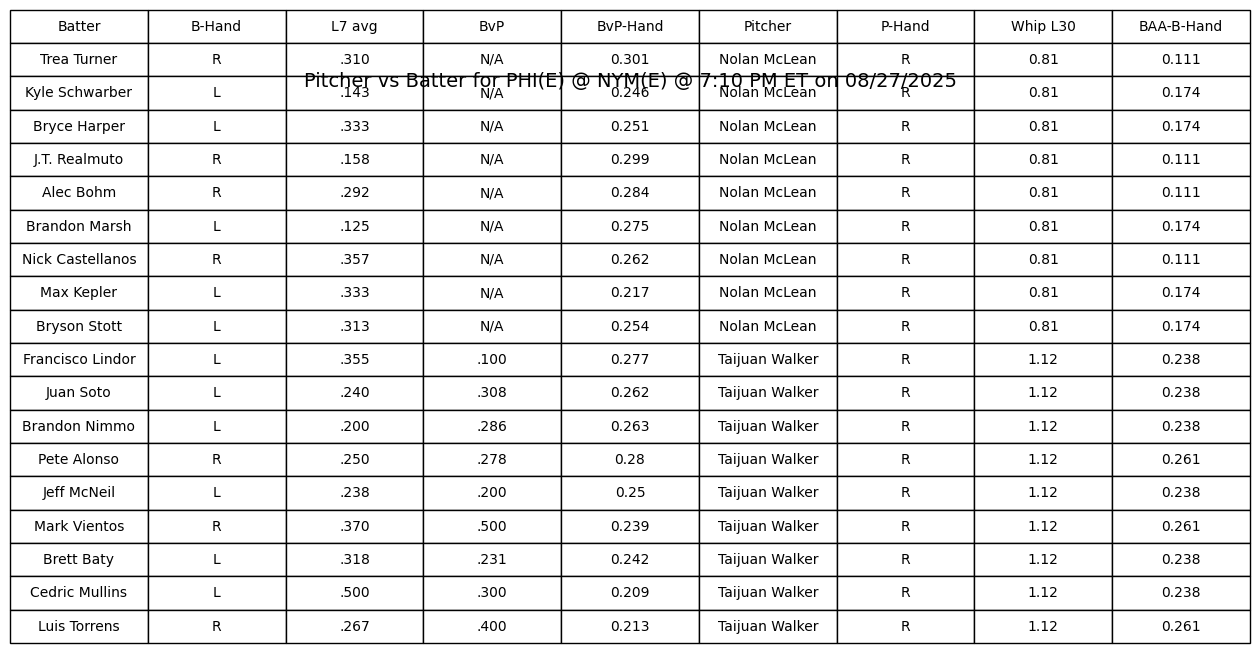 Batter B-Hand L7 avg BvP BvP-Hand Pitcher P-Hand Whip L30 BAA-B-Hand
Trea Turner R .310 N/A 0.301 Nolan McLean R 0.81 0.111
Pitcher vs Batter for PHI(E) @ NYM(E) @ 7:10 PM ET on 08/27/2025
Kyle Schwarber L .143 N/A 0.246 Nolan McLean R 0.81 0.174
Bryce Harper L .333 N/A 0.251 Nolan McLean R 0.81 0.174
J.T. Realmuto R .158 N/A 0.299 Nolan McLean R 0.81 0.111
Alec Bohm R .292 N/A 0.284 Nolan McLean R 0.81 0.111
Brandon Marsh L .125 N/A 0.275 Nolan McLean R 0.81 0.174
Nick Castellanos R .357 N/A 0.262 Nolan McLean R 0.81 0.111
Max Kepler L .333 N/A 0.217 Nolan McLean R 0.81 0.174
Bryson Stott L .313 N/A 0.254 Nolan McLean R 0.81 0.174
Francisco Lindor L .355 .100 0.277 Taijuan Walker R 1.12 0.238
Juan Soto L .240 .308 0.262 Taijuan Walker R 1.12 0.238
Brandon Nimmo L .200 .286 0.263 Taijuan Walker R 1.12 0.238
Pete Alonso R .250 .278 0.28 Taijuan Walker R 1.12 0.261
Jeff McNeil L .238 .200 0.25 Taijuan Walker R 1.12 0.238
Mark Vientos R .370 .500 0.239 Taijuan Walker R 1.12 0.261
Brett Baty L .318 .231 0.242 Taijuan Walker R 1.12 0.238
Cedric Mullins L .500 .300 0.209 Taijuan Walker R 1.12 0.238
Luis Torrens R .267 .400 0.213 Taijuan Walker R 1.12 0.261